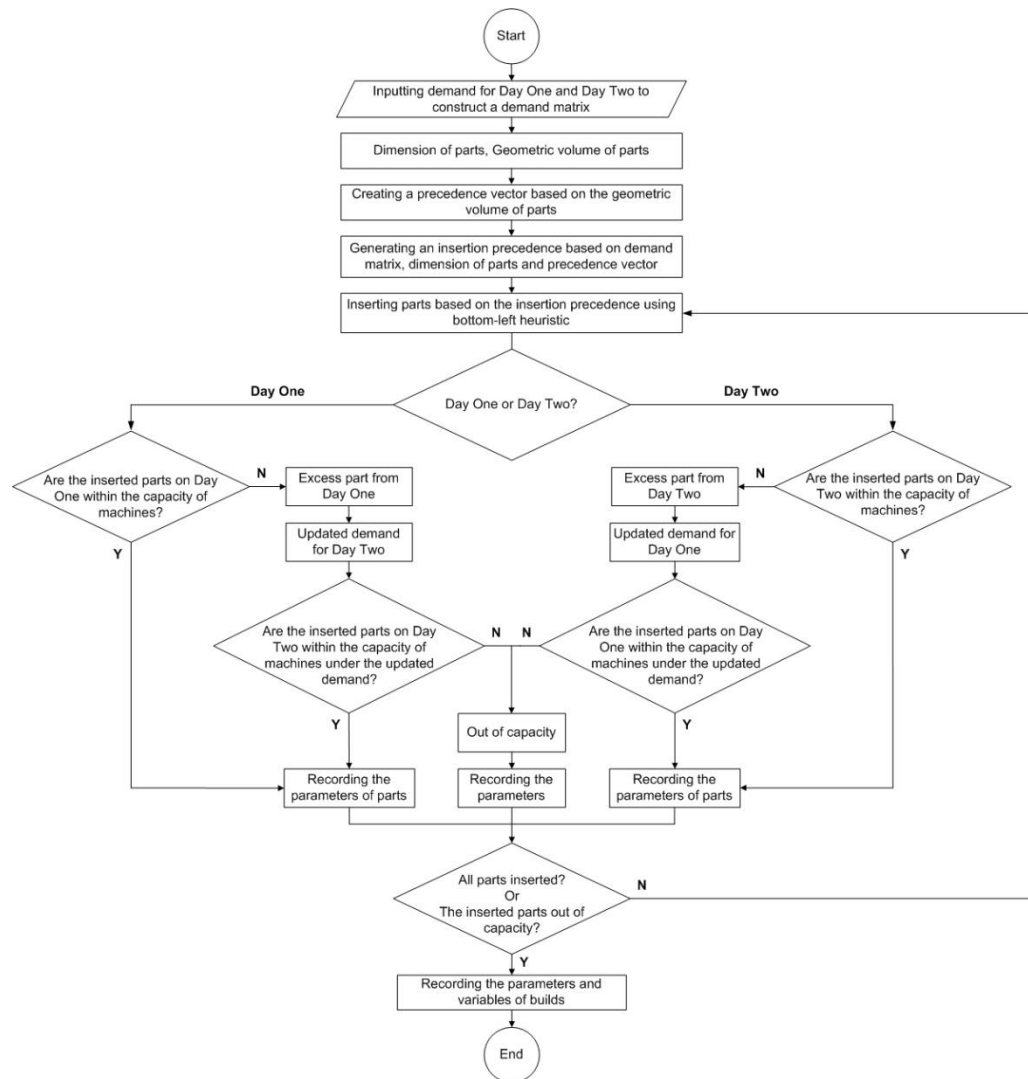 Start
Inputting demand for Day One and Day Two to
construct a demand matrix
Dimension of parts, Geometric volume of parts
Creating a precedence vector based on the geometric
volume of parts
Generating an insertion precedence based on demand
matrix, dimension of parts and precedence vector
Inserting parts based on the insertion precedence using
bottom-left heuristic
Day One or Day Two?
Day One
Day Two
Are the inserted parts on Day
One within the capacity of
machines?
N
Y
Excess part from
Day One
Updated demand
for Day Two
Are the inserted parts on Day
Two within the capacity of
machines under the updated
demand?
N
Y
Are the inserted parts on Day
Two within the capacity of
machines?
N
Y
Excess part from
Day Two
Updated demand for
Day One
Are the inserted parts on Day
One within the capacity of
machines under the updated
demand?
N
Y
Out of capacity
Recording the
parameters of parts
Recording the
parameters
Recording the
parameters of parts
All parts inserted?
Or
The inserted parts out of
capacity?
N
Y
Recording the parameters and
variables of builds
End